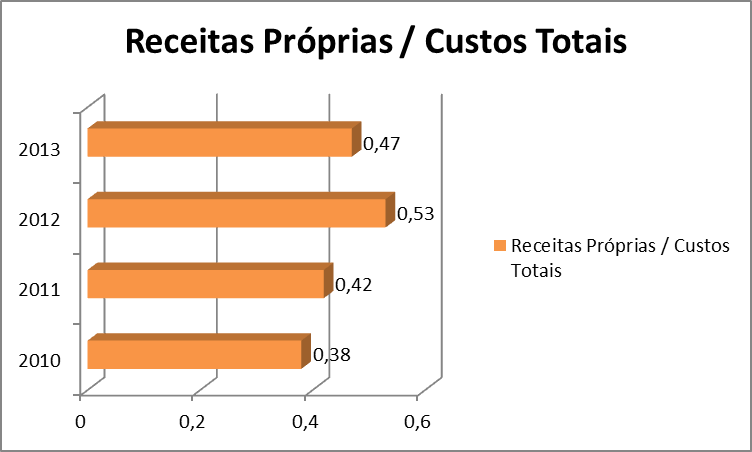 Receitas Próprias / Custos Totais
2013
0,47
2012
0,53
2011
0,42
2010
0,38
0 0,2 0,4 0,6
Receitas Próprias / Custos
Totais